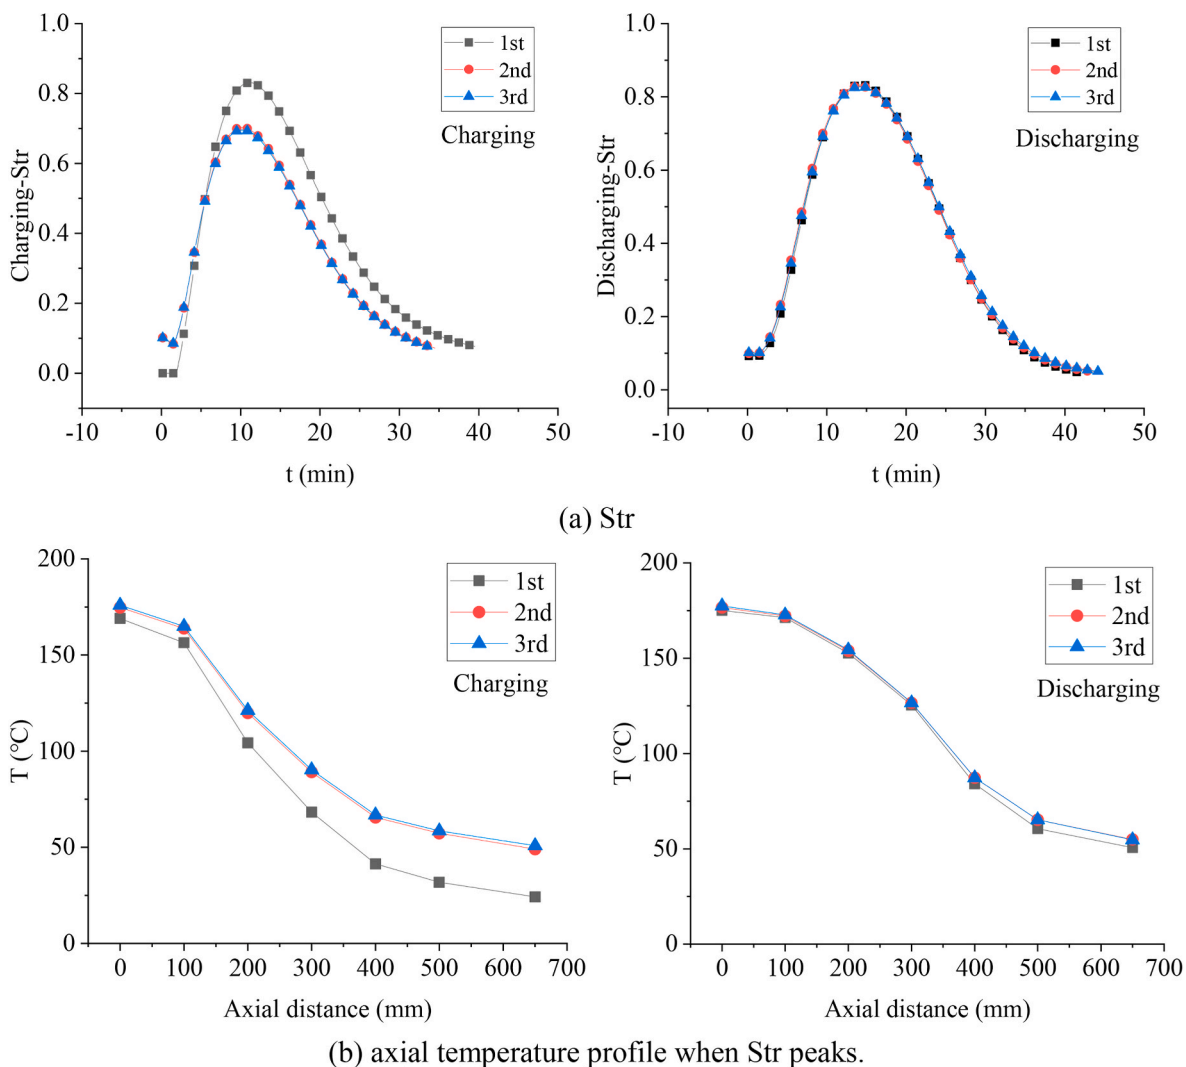 1.0
0.8
0.6
0.4
0.2
0.0
-10 0 10 20 30 40 50
Charging-Str
t (min)
1st
2nd
3rd
Charging
1.0
0.8
0.6
0.4
0.2
0.0
-10 0 10 20 30 40 50
Discharging-Str
t (min)
1st
2nd
3rd
Discharging
(a) Str
200
150
100
50
0
0 100 200 300 400 500 600 700
T (°C)
Axial distance (mm)
1st
2nd
3rd
Charging
200
150
100
50
0
0 100 200 300 400 500 600 700
T (°C)
Axial distance (mm)
1st
2nd
3rd
Discharging
(b) axial temperature profile when Str peaks.